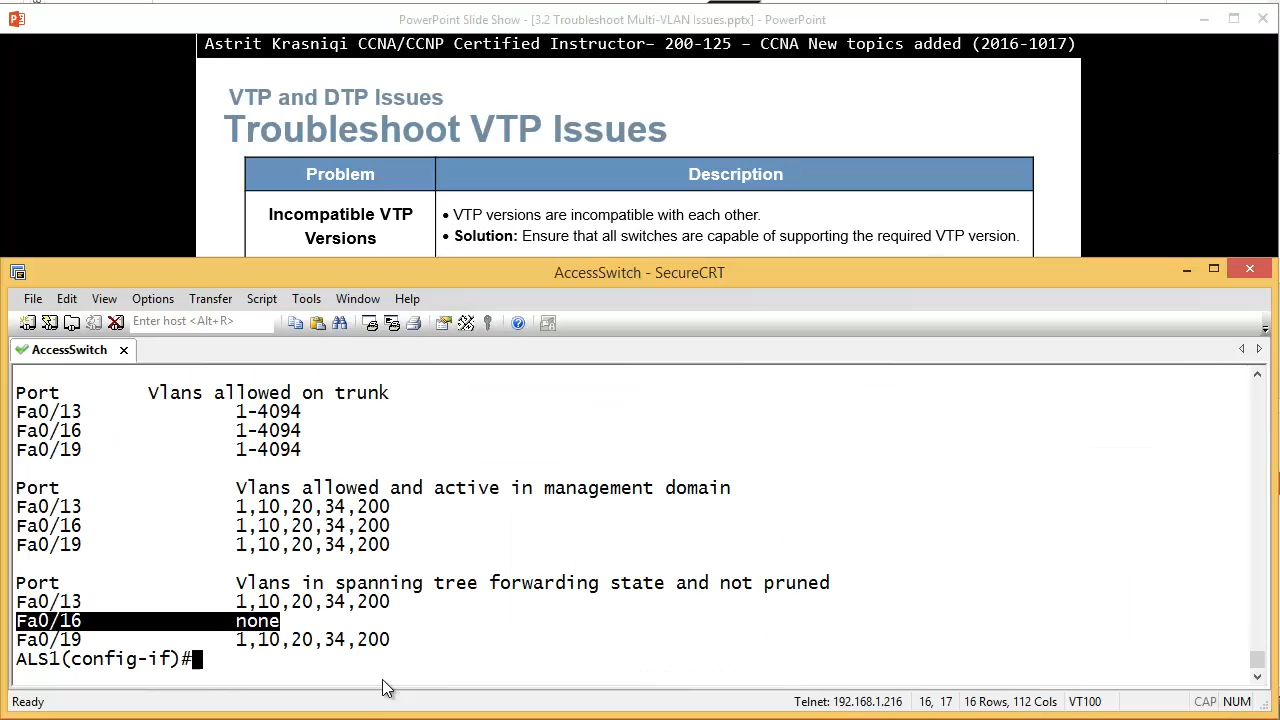 PowerPoint Slide Show - [3.2 Troubleshoot Multi-VLAN Issues.pptx] - PowerPoint
Astrit Krasniqi CCNA/CCNP Certified Instructor– 200-125 – CCNA New topics added (2016-1017)
VTP and DTP Issues
Troubleshoot VTP Issues
Problem Description
Incompatible VTP Versions
• VTP versions are incompatible with each other.
• Solution: Ensure that all switches are capable of supporting the required VTP version.
AccessSwitch - SecureCRT
File Edit View Options Transfer Script Tools Window Help
Enter host <Alt+R>
AccessSwitch
Port Vlans allowed on trunk
Fa0/13 1-4094
Fa0/16 1-4094
Fa0/19 1-4094
Port Vlans allowed and active in management domain
Fa0/13 1,10,20,34,200
Fa0/16 1,10,20,34,200
Fa0/19 1,10,20,34,200
Port Vlans in spanning tree forwarding state and not pruned
Fa0/13 1,10,20,34,200
Fa0/16 none
Fa0/19 1,10,20,34,200
ALS1(config-if)#
Ready Telnet: 192.168.1.216 16, 17 16 Rows, 112 Cols VT100 CAP NUM